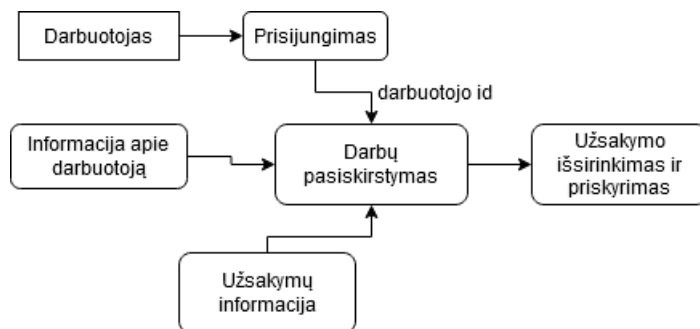 Darbuotojas
Prisijungimas
darbuotojo id
Informacija apie
darbuotoją
Darbų
pasiskirstymas
Užsakymo
išsirinkimas ir
priskyrimas
Užsakymų
informacija